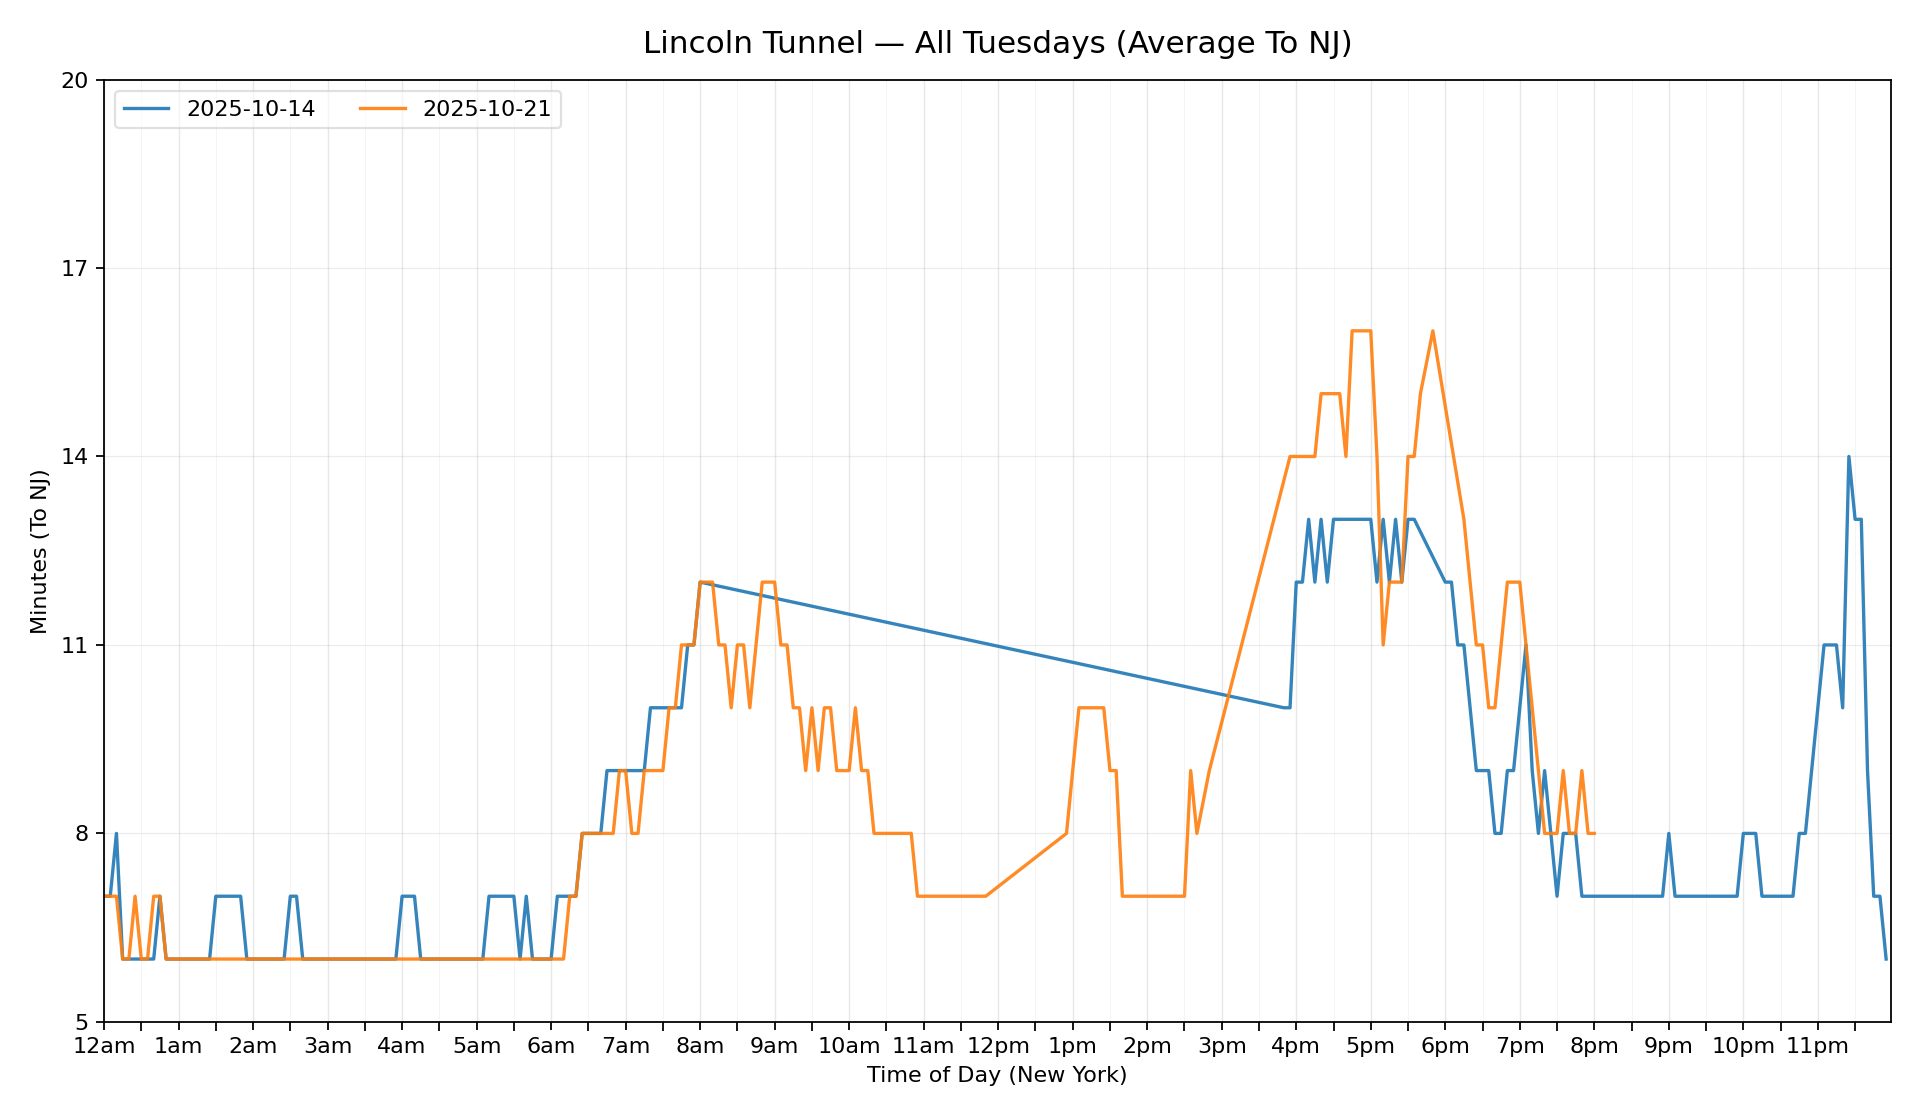 Lincoln Tunnel — All Tuesdays (Average To NJ)
2025-10-14 2025-10-21
20
17
14
11
8
5
Minutes (To NJ)
12am 1am 2am 3am 4am 5am 6am 7am 8am 9am 10am 11am 12pm 1pm 2pm 3pm 4pm 5pm 6pm 7pm 8pm 9pm 10pm 11pm
Time of Day (New York)